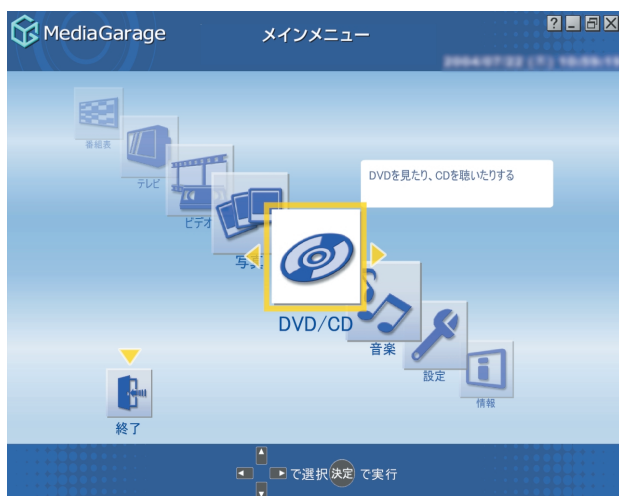 MediaGarage
メインメニュー
番組表
テレビ
ビデオ
DVDを見たり、CDを聴いたりする
DVD/CD
音楽
設定
情報
終了
で選択 決定 で実行